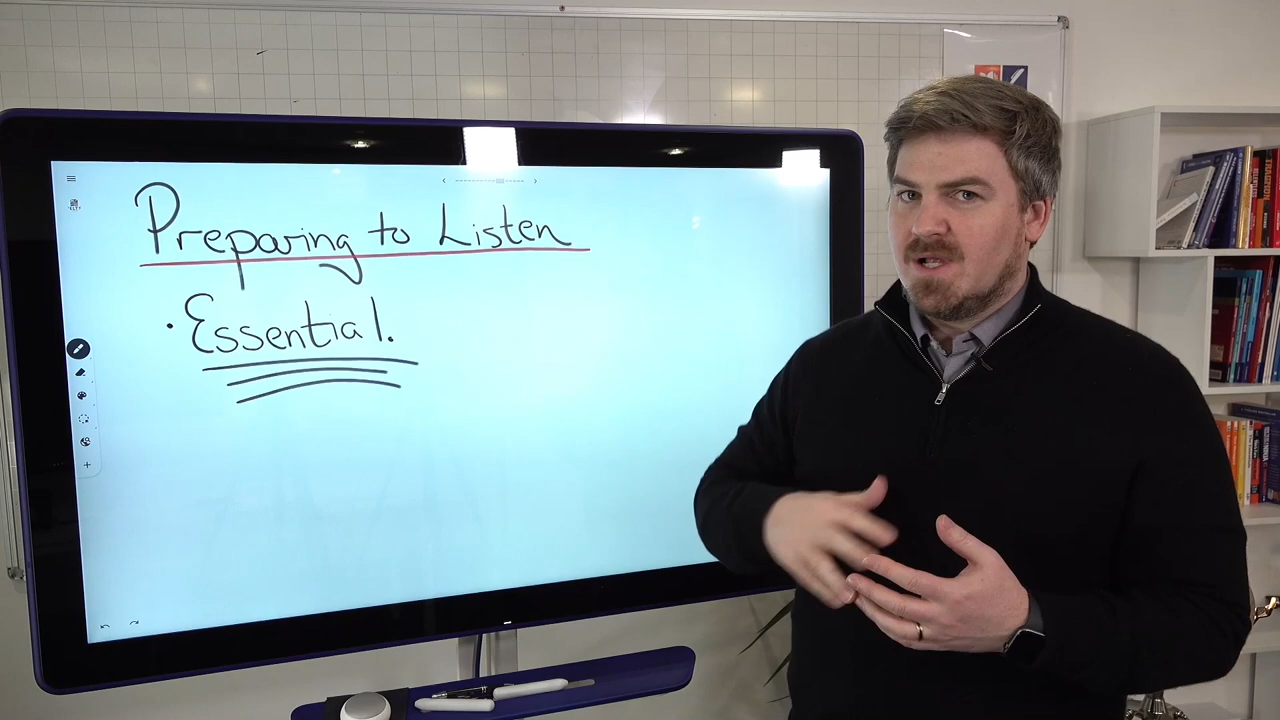 Preparing to Listen
· Essential.